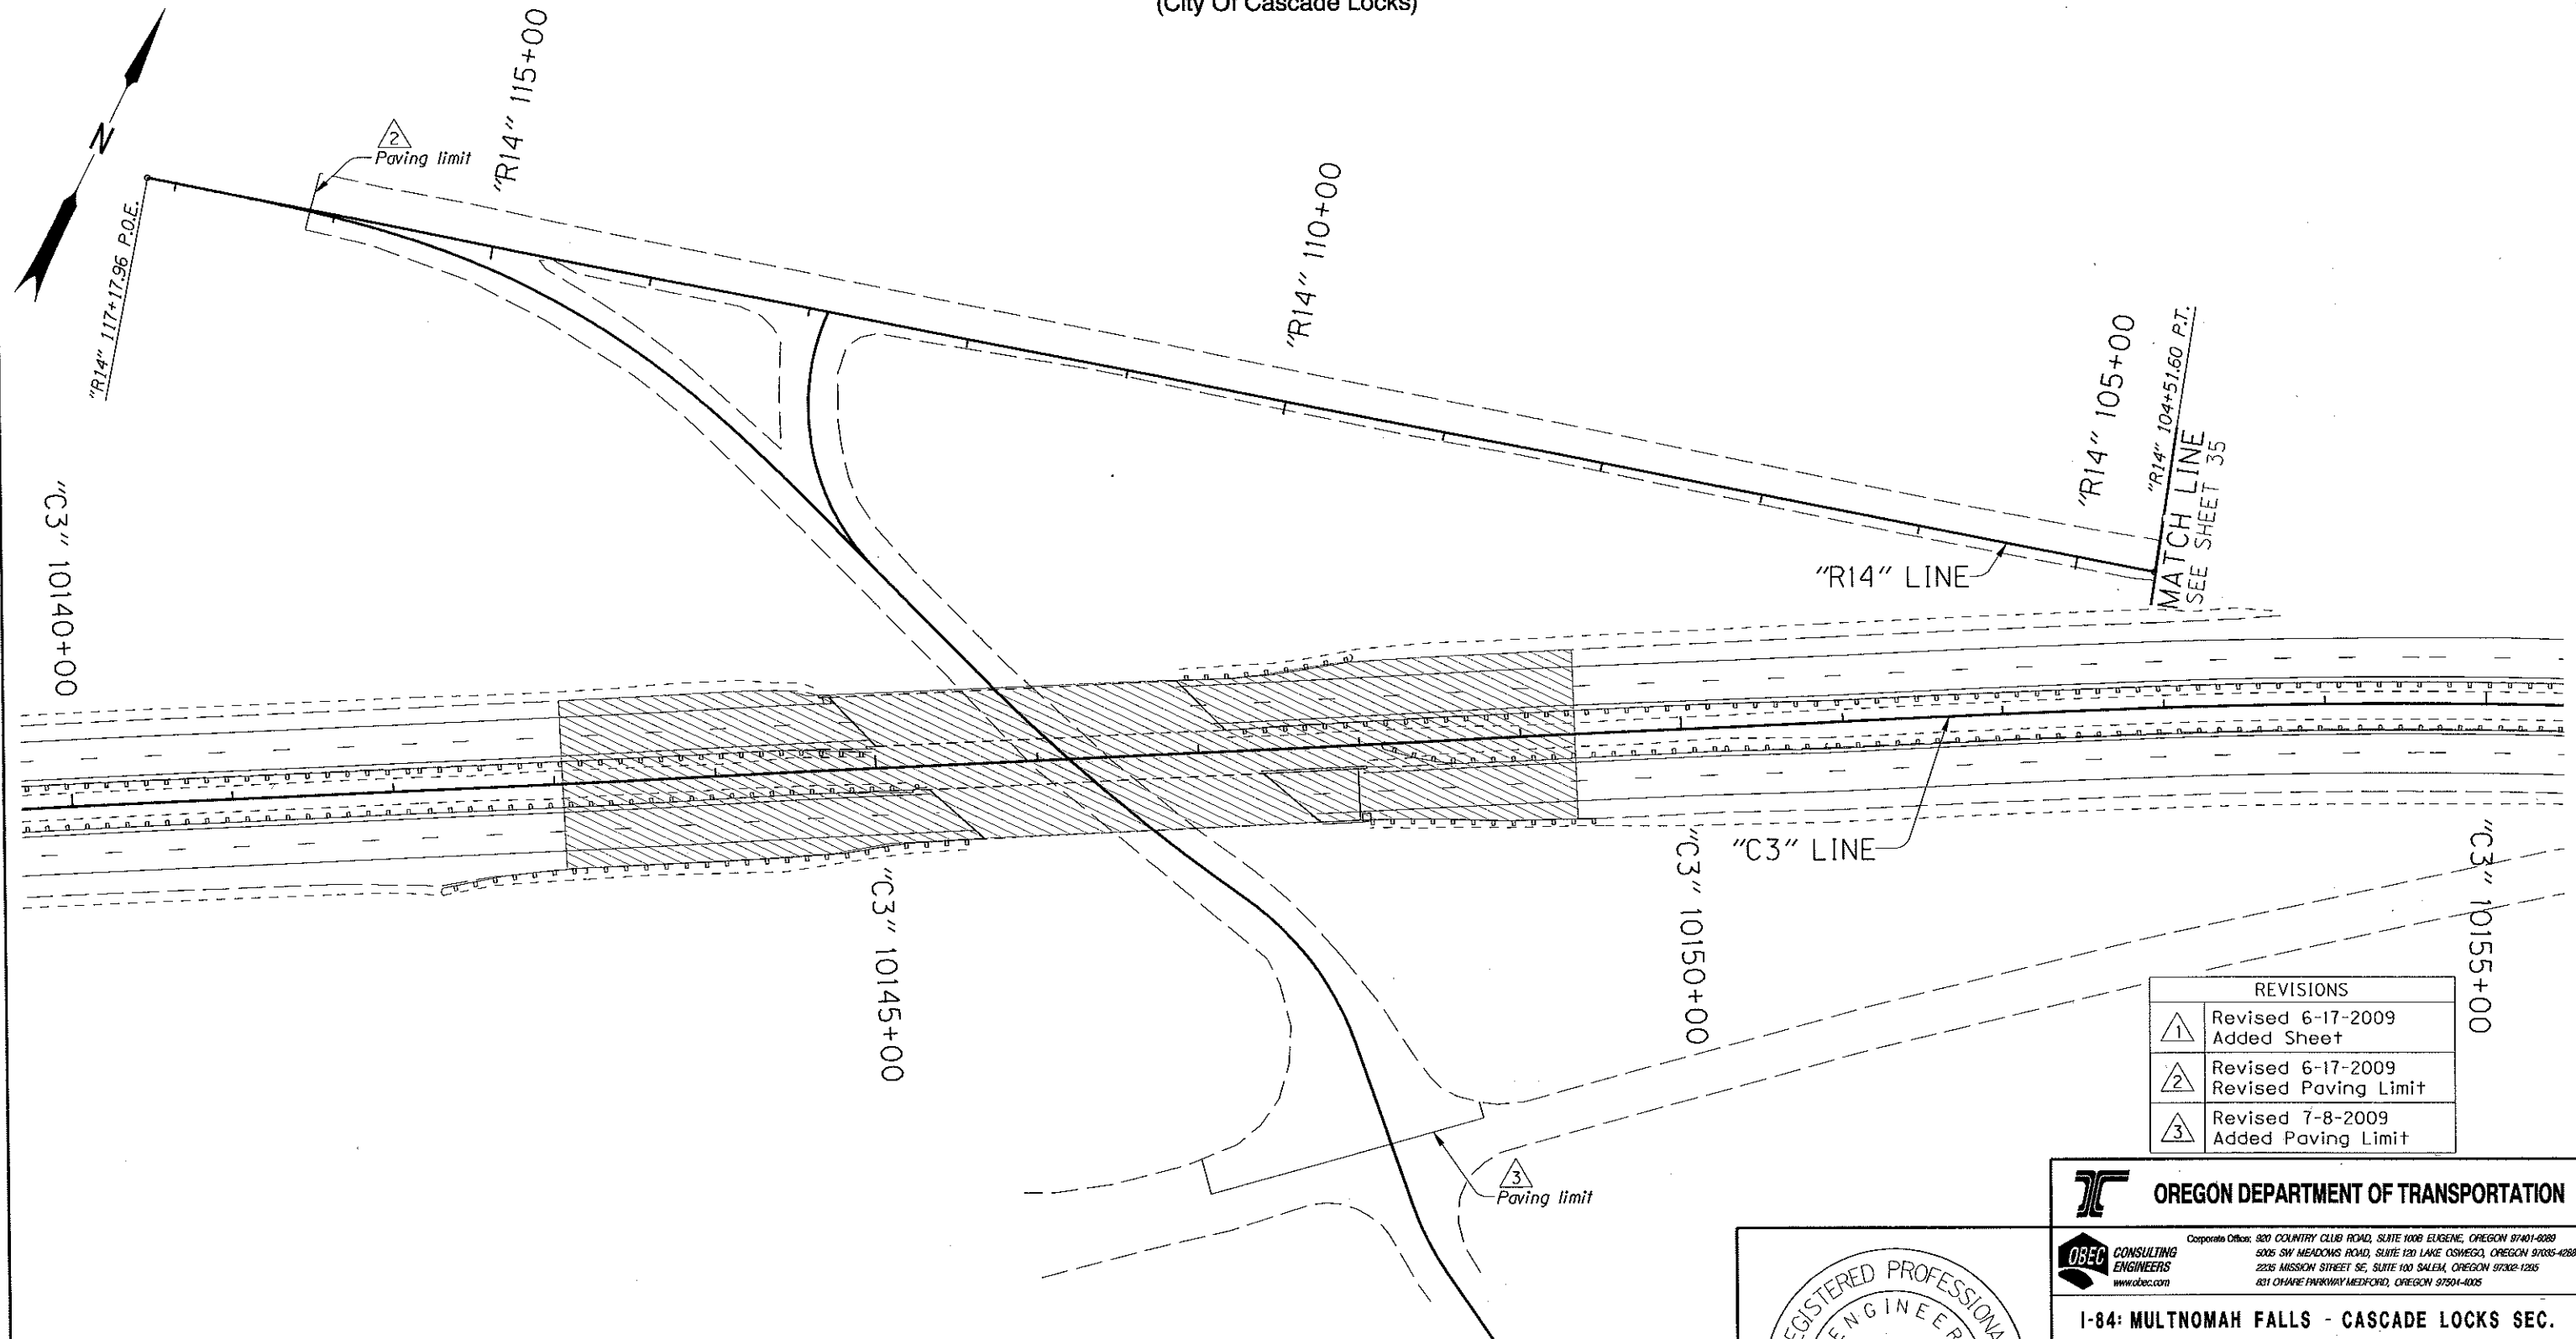 (City Of Cascade Locks)
N
"R14" 117+17.96 P.O.E.
2
Paving limit
"R14" 115+00
"R14" 110+00
"R14" 105+00
"R14" 104+51.60 P.T.
MATCH LINE
SEE SHEET 35
"R14" LINE
"C3" 10140+00
"C3" 10145+00
"C3" 10150+00
"C3" LINE
"C3" 10155+00
3
Paving limit
REVISIONS
1
Revised 6-17-2009
Added Sheet
2
Revised 6-17-2009
Revised Paving Limit
3
Revised 7-8-2009
Added Paving Limit
OREGON DEPARTMENT OF TRANSPORTATION
OBEC
CONSULTING
ENGINEERS
www.obec.com
Corporate Office: 920 COUNTRY CLUB ROAD, SUITE 100B EUGENE, OREGON 97401-6089
5005 SW MEADOWS ROAD, SUITE 120 LAKE OSWEGO, OREGON 97035-4288
2235 MISSION STREET SE, SUITE 100 SALEM, OREGON 97302-1295
831 O'HARE PARKWAY MEDFORD, OREGON 97504-4005
I-84: MULTNOMAH FALLS - CASCADE LOCKS SEC.
REGISTERED PROFESSIONAL
ENGINEER